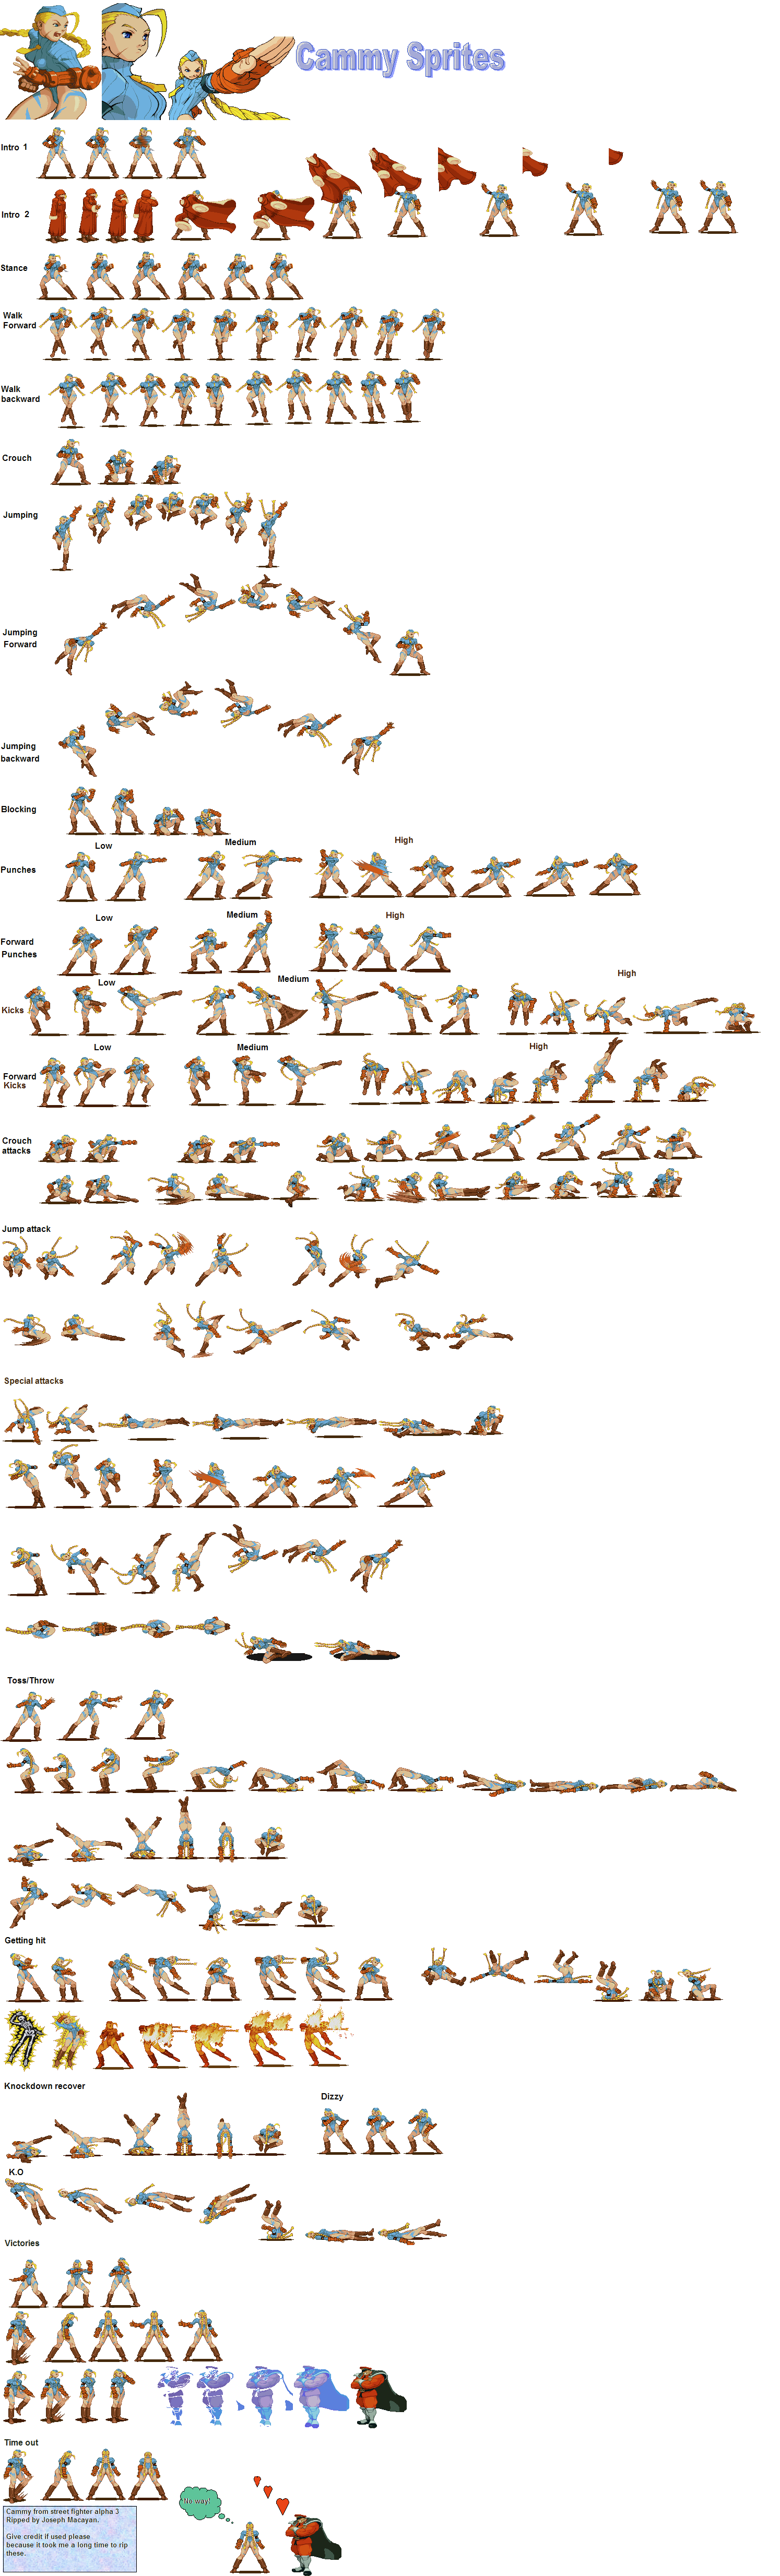 Cammy Sprites
Intro 1
Intro 2
Stance
Walk
Forward
Walk
backward
Crouch
Jumping
Jumping
Forward
Jumping
backward
Blocking
Low Medium High
Punches
Low Medium High
Forward
Punches
Low Medium High
Kicks
Low Medium High
Forward
Kicks
Crouch
attacks
Jump attack
Special attacks
Toss/Throw
Getting hit
Knockdown recover
Dizzy
K.O
Victories
Time out
No way!
Cammy from street fighter alpha 3
Ripped by Joseph Macayan.
Give credit if used please
because it took me a long time to rip
these.